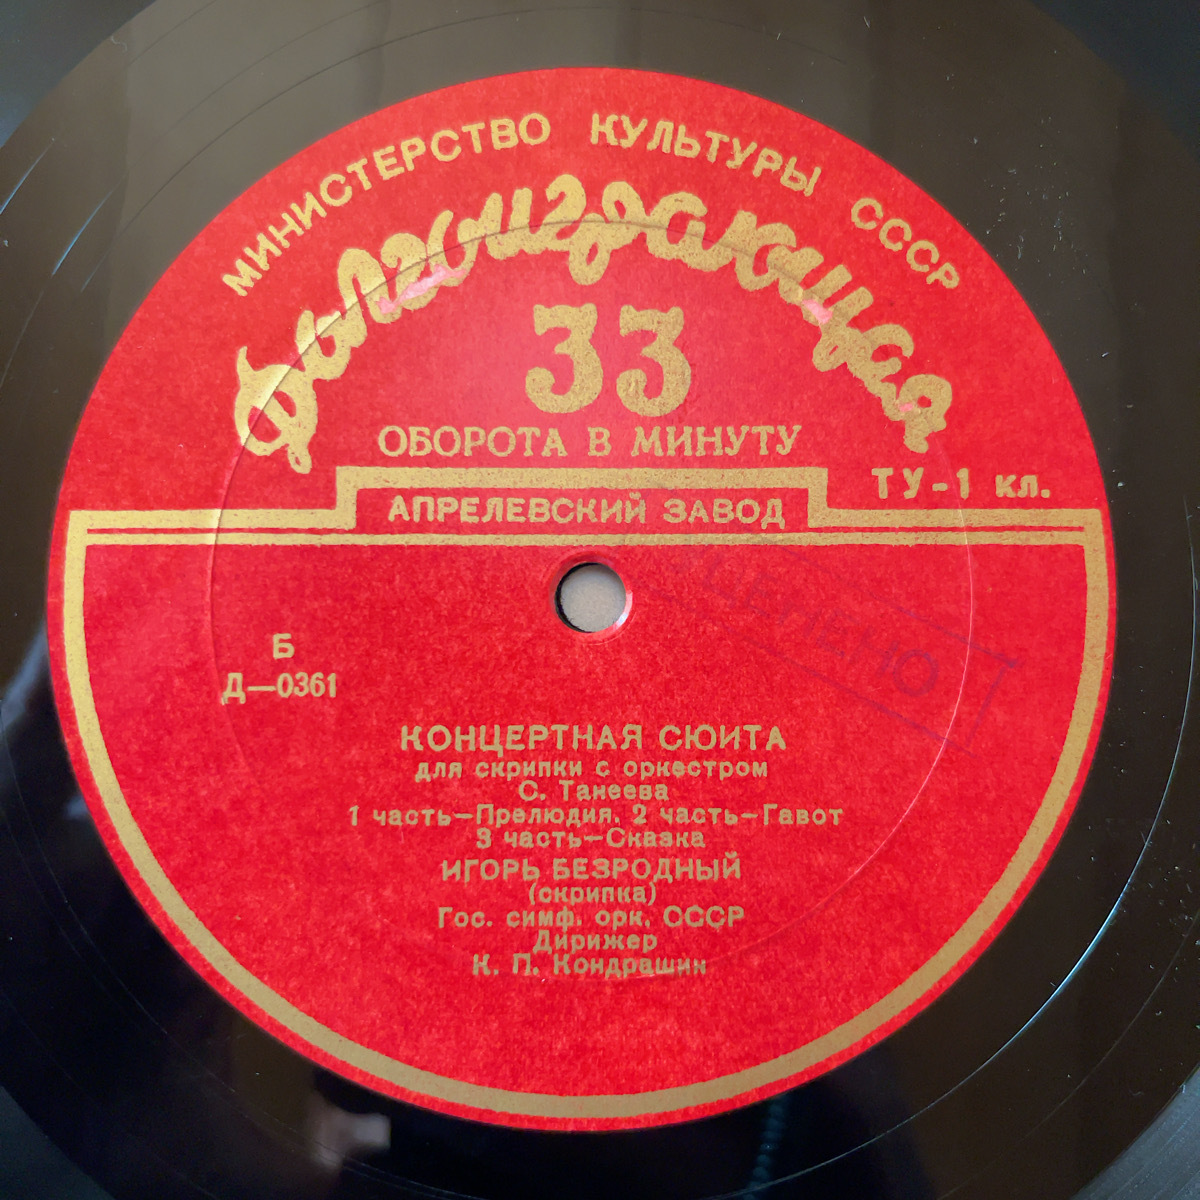 МИНИСТЕРСТВО КУЛЬТУРЫ СССР
Долгоиграющая
33
ОБОРОТА В МИНУТУ
ТУ-1 кл.
АПРЕЛЕВСКИЙ ЗАВОД
УЦЕНЕНО
Б
Д—0361
КОНЦЕРТНАЯ СЮИТА
для скрипки с оркестром
С. Танеева
1 часть—Прелюдия. 2 часть—Гавот
3 часть—Сказка
ИГОРЬ БЕЗРОДНЫЙ
(скрипка)
Гос. симф. орк. СССР
Дирижер
К. П. Кондрашин